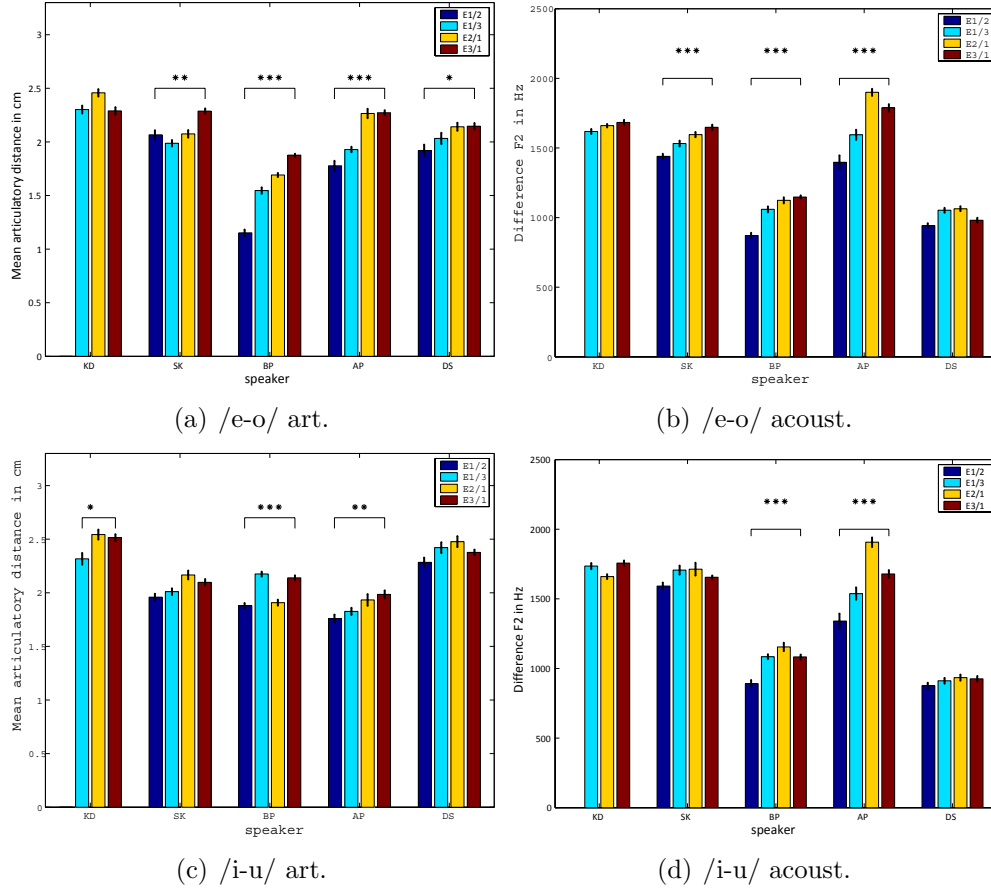 3
2.5
2
1.5
1
0.5
0
Mean articulatory distance in cm
E1/2
E1/3
E2/1
E3/1
**
***
***
*
KD SK BP AP DS
speaker
(a) /e-o/ art.
2500
2000
1500
1000
500
0
Difference F2 in Hz
E1/2
E1/3
E2/1
E3/1
***
***
***
KD SK BP AP DS
speaker
(b) /e-o/ acoust.
3
2.5
2
1.5
1
0.5
0
Mean articulatory distance in cm
E1/2
E1/3
E2/1
E3/1
*
***
**
KD SK BP AP DS
speaker
(c) /i-u/ art.
2500
2000
1500
1000
500
0
Difference F2 in Hz
E1/2
E1/3
E2/1
E3/1
***
***
KD SK BP AP DS
speaker
(d) /i-u/ acoust.